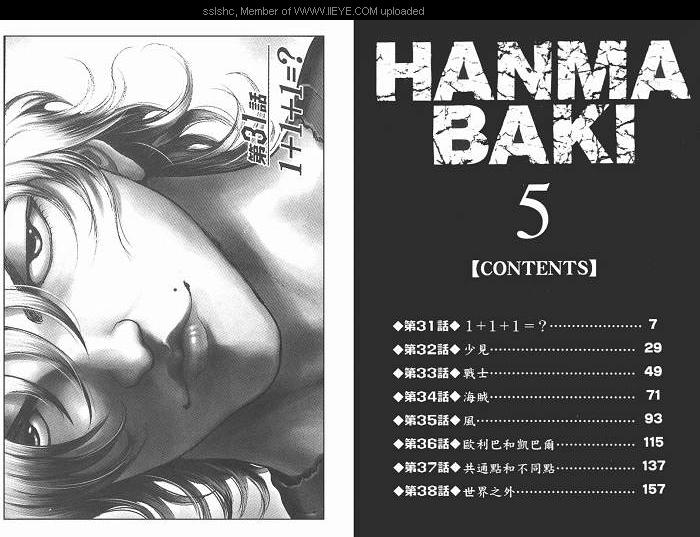 sslshc, Member of WWW.IIEYE.COM uploaded
第31話
1+1+1=?
HANMA
BAKI
5
【CONTENTS】
◆第31話◆ 1+1+1=?…………………7
◆第32話◆ 少見…………………29
◆第33話◆ 戰士…………………49
◆第34話◆ 海賊…………………71
◆第35話◆ 風…………………93
◆第36話◆ 歐利巴和凱巴爾…………………115
◆第37話◆ 共通點和不同點…………………137
◆第38話◆ 世界之外…………………157